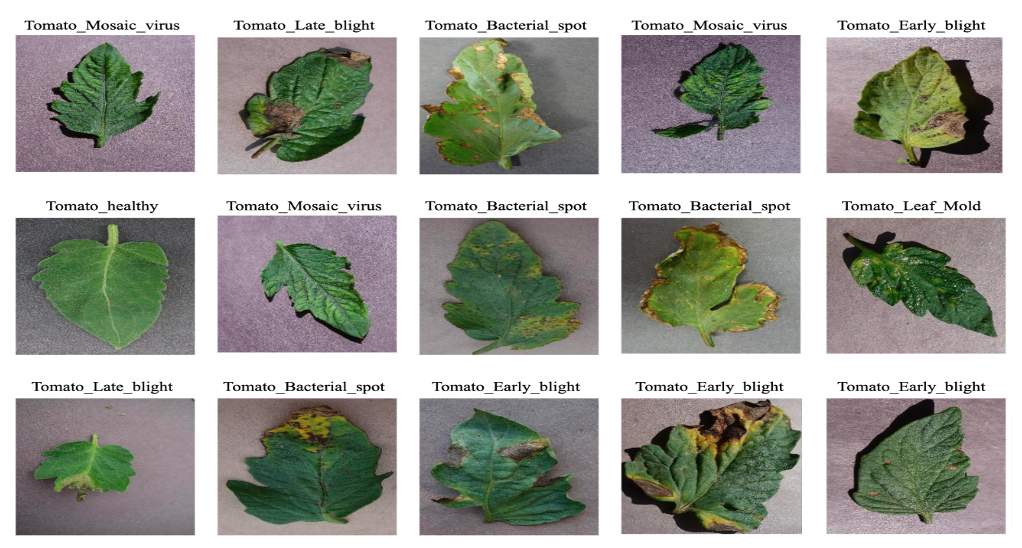 Tomato_Mosaic_virus
Tomato_Late_blight
Tomato_Bacterial_spot
Tomato_Mosaic_virus
Tomato_Early_blight
Tomato_healthy
Tomato_Mosaic_virus
Tomato_Bacterial_spot
Tomato_Bacterial_spot
Tomato_Leaf_Mold
Tomato_Late_blight
Tomato_Bacterial_spot
Tomato_Early_blight
Tomato_Early_blight
Tomato_Early_blight